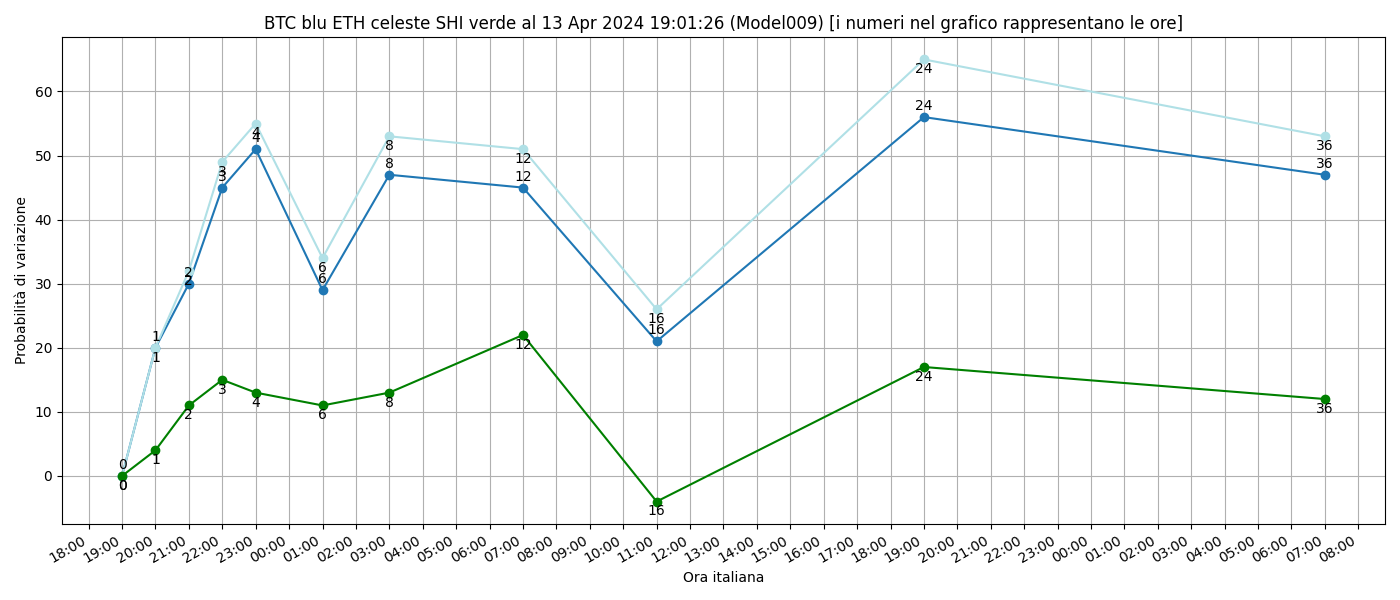 BTC blu ETH celeste SHI verde al 13 Apr 2024 19:01:26 (Model009) [i numeri nel grafico rappresentano le ore]
Probabilità di variazione
60
50
40
30
20
10
0
0 1 2 3 4 6 8 12 16 24 36
0 1 2 3 4 6 8 12 16 24 36
0 1 2 3 4 6 8 12 16 24 36
18:00 19:00 20:00 21:00 22:00 23:00 00:00 01:00 02:00 03:00 04:00 05:00 06:00 07:00 08:00 09:00 10:00 11:00 12:00 13:00 14:00 15:00 16:00 17:00 18:00 19:00 20:00 21:00 22:00 23:00 00:00 01:00 02:00 03:00 04:00 05:00 06:00 07:00 08:00
Ora italiana